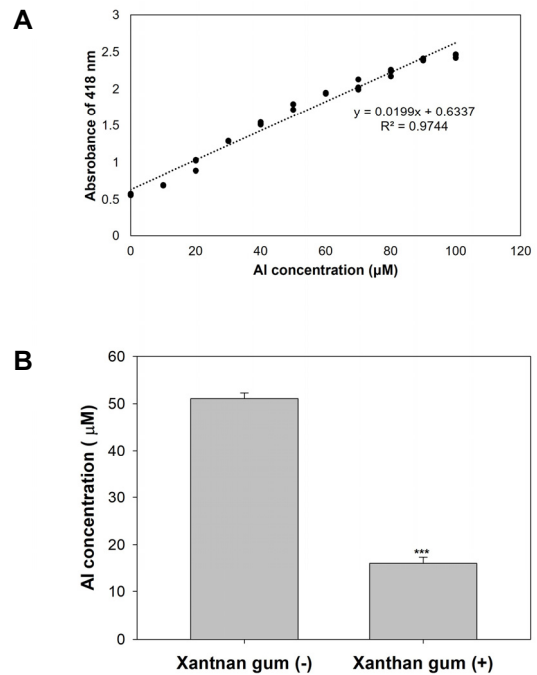 A
Absrobance of 418 nm
3
2.5
2
1.5
1
0.5
0
y = 0.0199x + 0.6337
R² = 0.9744
0 20 40 60 80 100 120
Al concentration (µM)
B
Al concentration ( µM)
60
50
40
30
20
10
0
***
Xantnan gum (-) Xanthan gum (+)